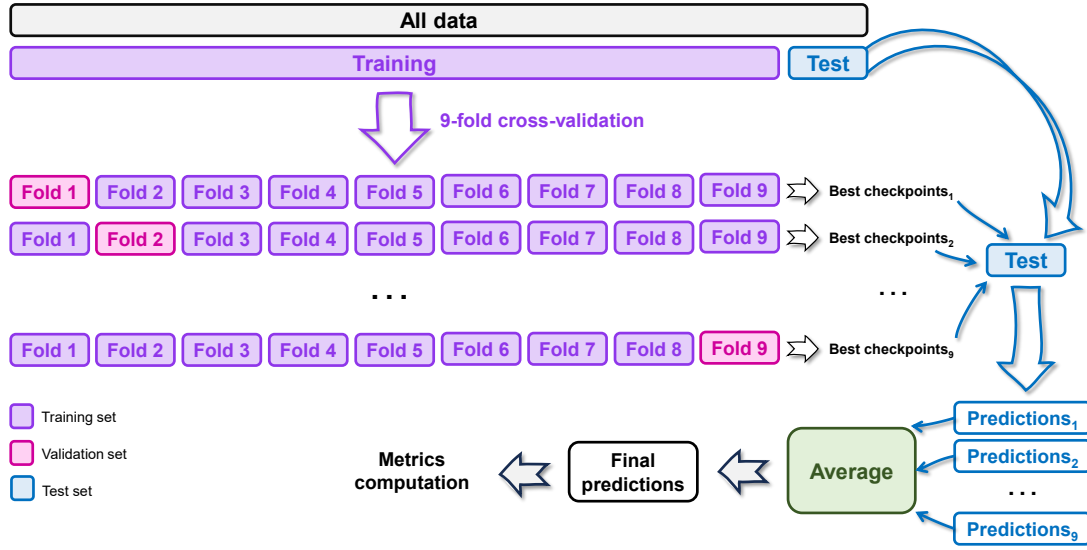 All data
Training
Test
9-fold cross-validation
Fold 1 Fold 2 Fold 3 Fold 4 Fold 5 Fold 6 Fold 7 Fold 8 Fold 9 Best checkpoints₁
Fold 1 Fold 2 Fold 3 Fold 4 Fold 5 Fold 6 Fold 7 Fold 8 Fold 9 Best checkpoints₂
Test
... ...
Fold 1 Fold 2 Fold 3 Fold 4 Fold 5 Fold 6 Fold 7 Fold 8 Fold 9 Best checkpoints₉
Training set
Validation set
Test set
Predictions₁
Predictions₂
...
Predictions₉
Average
Final
predictions
Metrics
computation